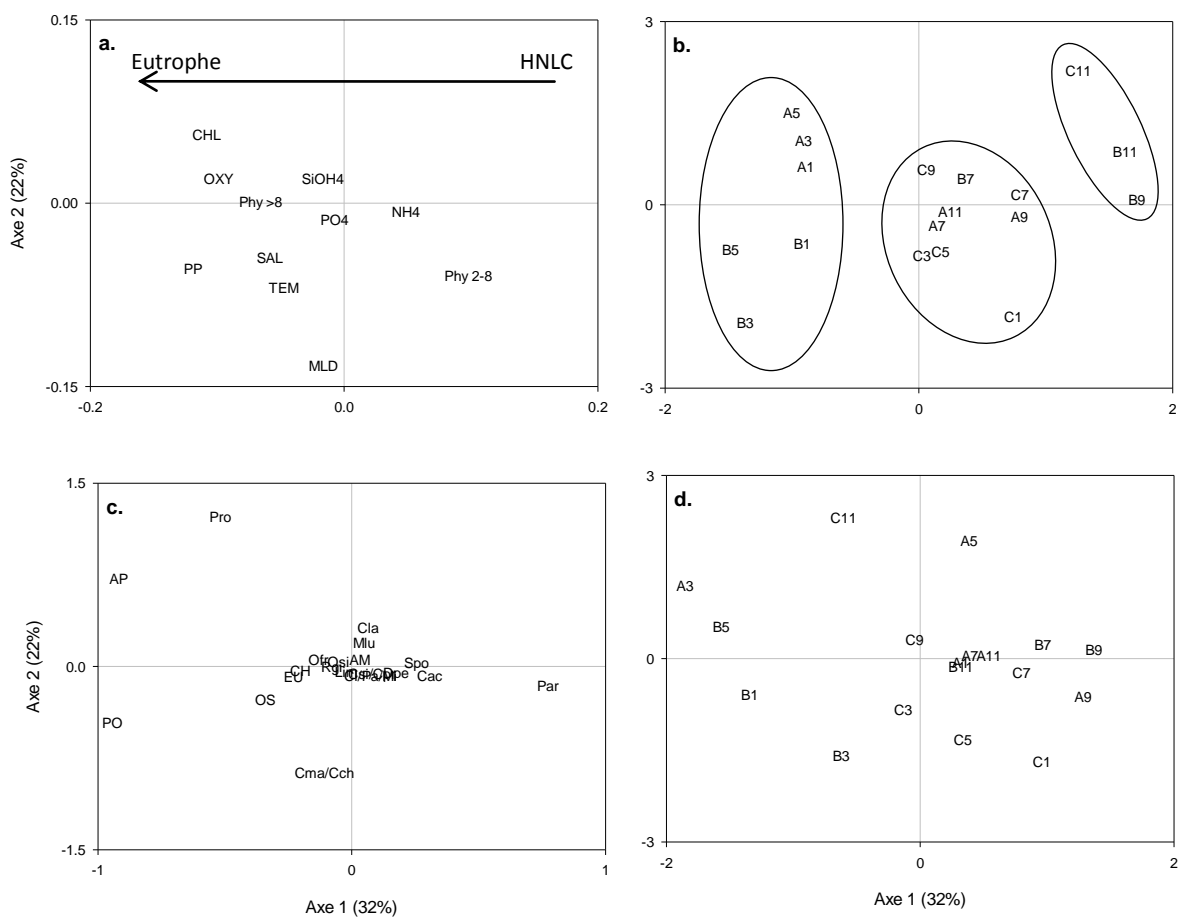 a.
Eutrophe HNLC
CHL
OXY
SiOH4
Phy >8
PO4
NH4
SAL
PP
Phy 2-8
TEM
MLD
0.15
0.00
-0.15
-0.2
0.0
0.2
Axe 2 (22%)
b.
C11
A5
A3
B11
A1
C9
B7
C7
B9
A11
A9
A7
B1
B5
C3
C5
B3
C1
3
0
-3
-2
0
2
c.
Pro
AP
Cla
Mlu
AM
Spo
CH
EU
Cac
Par
OS
PO
Cma/Cch
1.5
0.0
-1.5
-1
0
1
Axe 2 (22%)
Axe 1 (32%)
d.
C11
A5
A3
B5
C9
B7
B9
A7
A11
B11
C7
B1
A9
C3
C5
B3
C1
3
0
-3
-2
0
2
Axe 1 (32%)